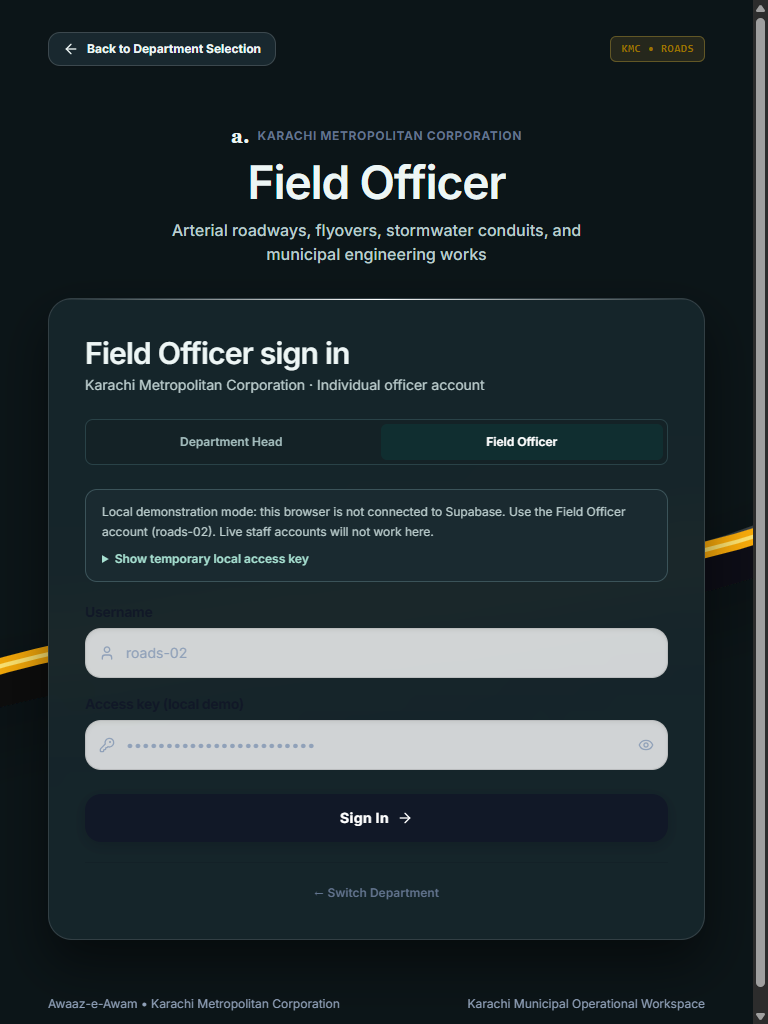 ← Back to Department Selection
KMC • ROADS
a. KARACHI METROPOLITAN CORPORATION
Field Officer
Arterial roadways, flyovers, stormwater conduits, and
municipal engineering works
Field Officer sign in
Karachi Metropolitan Corporation · Individual officer account
Department Head
Field Officer
Local demonstration mode: this browser is not connected to Supabase. Use the Field Officer
account (roads-02). Live staff accounts will not work here.
▶ Show temporary local access key
Username
roads-02
Access key (local demo)
••••••••••••••••••••••••
Sign In →
← Switch Department
Awaaz-e-Awam • Karachi Metropolitan Corporation
Karachi Municipal Operational Workspace